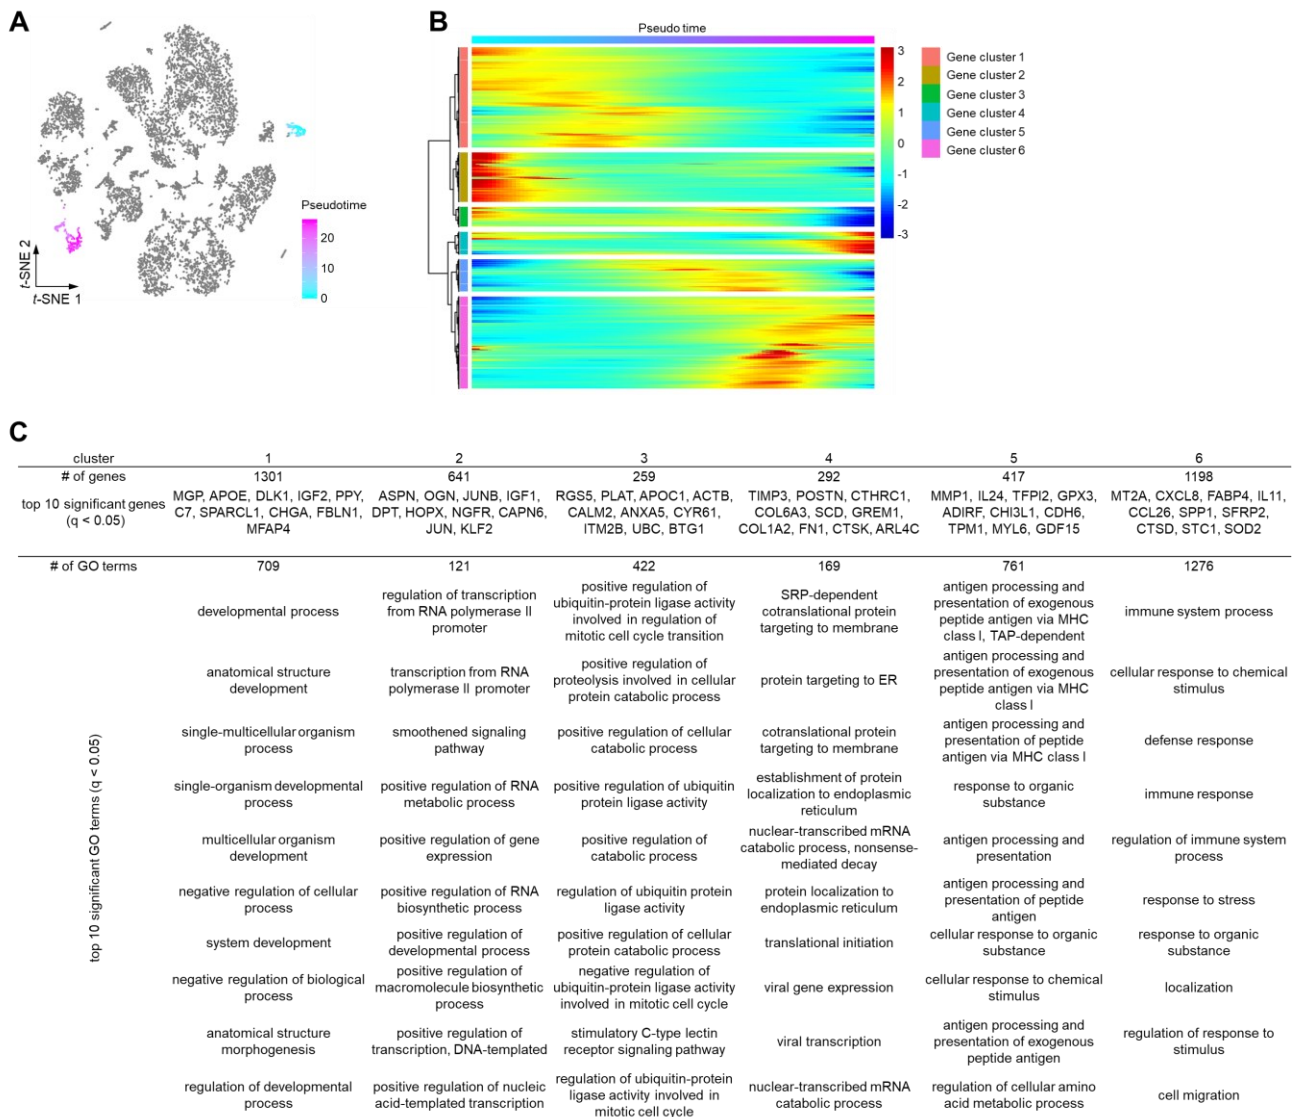 A
B
Pseudo time
3
2
1
0
-1
-2
-3
Gene cluster 1
Gene cluster 2
Gene cluster 3
Gene cluster 4
Gene cluster 5
Gene cluster 6
Pseudotime
20
10
0
t-SNE 2
t-SNE 1
C
cluster 1 2 3 4 5 6
# of genes 1301 641 259 292 417 1198
top 10 significant genes
(q < 0.05)
MGP, APOE, DLK1, IGF2, PPY,
C7, SPARCL1, CHGA, FBLN1,
MFAP4
ASPN, OGN, JUNB, IGF1,
DPT, HOPX, NGFR, CAPN6,
JUN, KLF2
RGS5, PLAT, APOC1, ACTB,
CALM2, ANXA5, CYR61,
ITM2B, UBC, BTG1
TIMP3, POSTN, CTHRC1,
COL6A3, SCD, GREM1,
COL1A2, FN1, CTSK, ARL4C
MMP1, IL24, TFPI2, GPX3,
ADIRF, CHI3L1, CDH6,
TPM1, MYL6, GDF15
MT2A, CXCL8, FABP4, IL11,
CCL26, SPP1, SFRP2,
CTSD, STC1, SOD2
# of GO terms 709 121 422 169 761 1276
top 10 significant GO terms (q < 0.05)
developmental process
regulation of transcription
from RNA polymerase II
promoter
positive regulation of
ubiquitin-protein ligase activity
involved in regulation of
mitotic cell cycle transition
SRP-dependent
cotranslational protein
targeting to membrane
antigen processing and
presentation of exogenous
peptide antigen via MHC
class I, TAP-dependent
immune system process
anatomical structure
development
transcription from RNA
polymerase II promoter
positive regulation of
proteolysis involved in cellular
protein catabolic process
protein targeting to ER
antigen processing and
presentation of exogenous
peptide antigen via MHC
class I
cellular response to chemical
stimulus
single-multicellular organism
process
smoothened signaling
pathway
positive regulation of cellular
catabolic process
cotranslational protein
targeting to membrane
antigen processing and
presentation of peptide
antigen via MHC class I
defense response
single-organism developmental
process
positive regulation of RNA
metabolic process
positive regulation of ubiquitin
protein ligase activity
establishment of protein
localization to endoplasmic
reticulum
response to organic
substance
immune response
multicellular organism
development
positive regulation of gene
expression
positive regulation of
catabolic process
nuclear-transcribed mRNA
catabolic process, nonsense-
mediated decay
antigen processing and
presentation
regulation of immune system
process
negative regulation of cellular
process
positive regulation of RNA
biosynthetic process
regulation of ubiquitin protein
ligase activity
protein localization to
endoplasmic reticulum
antigen processing and
presentation of peptide
antigen
response to stress
system development
positive regulation of
developmental process
positive regulation of cellular
protein catabolic process
translational initiation
cellular response to organic
substance
response to organic
substance
negative regulation of biological
process
positive regulation of
macromolecule biosynthetic
process
negative regulation of
ubiquitin-protein ligase activity
involved in mitotic cell cycle
viral gene expression
cellular response to chemical
stimulus
localization
anatomical structure
morphogenesis
positive regulation of
transcription, DNA-templated
stimulatory C-type lectin
receptor signaling pathway
viral transcription
antigen processing and
presentation of exogenous
peptide antigen
regulation of response to
stimulus
regulation of developmental
process
positive regulation of nucleic
acid-templated transcription
regulation of ubiquitin-protein
ligase activity involved in
mitotic cell cycle
nuclear-transcribed mRNA
catabolic process
regulation of cellular amino
acid metabolic process
cell migration